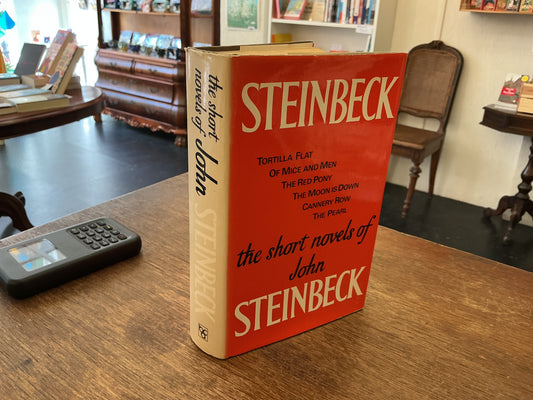 the short
novels of
John
STEINBECK
STEINBECK
TORTILLA FLAT
OF MICE AND MEN
THE RED PONY
THE MOON IS DOWN
CANNERY ROW
THE PEARL
the short novels of
John
STEINBECK